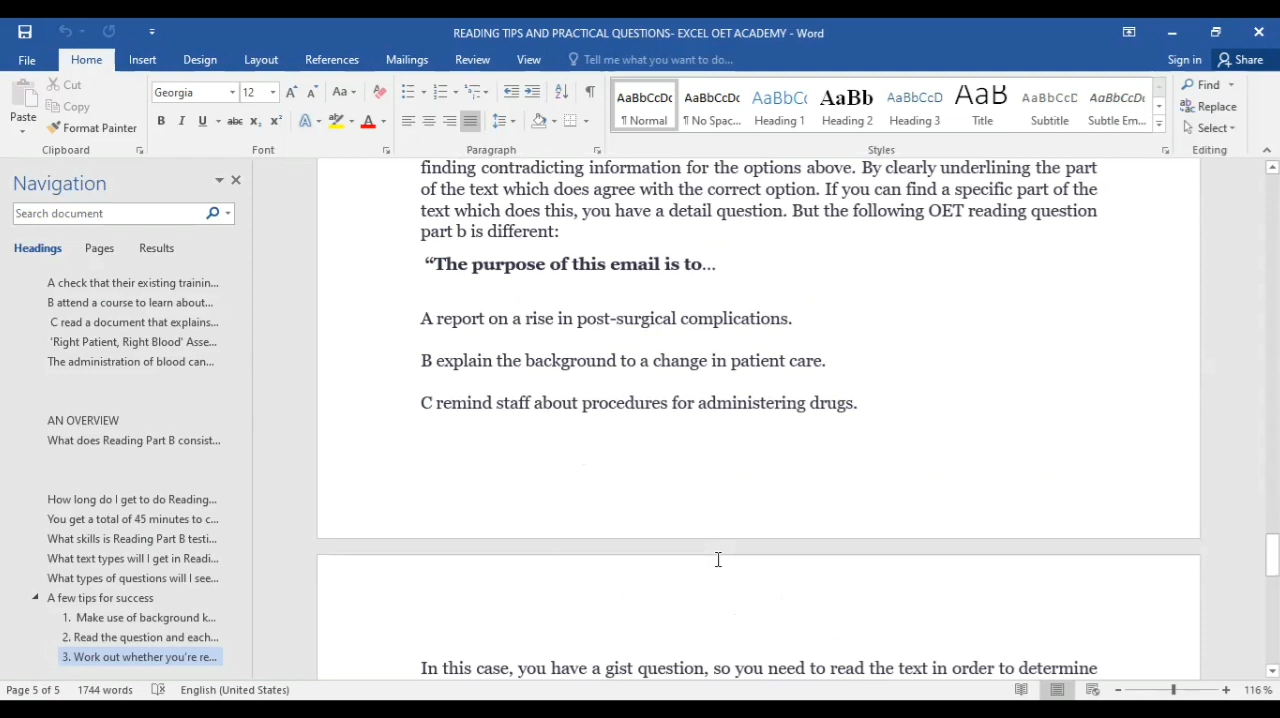 READING TIPS AND PRACTICAL QUESTIONS- EXCEL OET ACADEMY - Word
File Home Insert Design Layout References Mailings Review View Tell me what you want to do... Sign in Share
Cut
Copy
Paste Format Painter
Clipboard
Georgia 12 Aa
B I U abc x₂ x² A A
Font
Paragraph
AaBbCcDc AaBbCcDc AaBbCc AaBb AaBbCcD AaB AaBbCcD AaBbCcDc
¶ Normal ¶ No Spac... Heading 1 Heading 2 Heading 3 Title Subtitle Subtle Em...
Styles
Find
Replace
Select
Editing
Navigation
Search document
Headings Pages Results
A check that their existing trainin...
B attend a course to learn about...
C read a document that explains...
'Right Patient, Right Blood' Asse...
The administration of blood can...
AN OVERVIEW
What does Reading Part B consist...
How long do I get to do Reading...
You get a total of 45 minutes to c...
What skills is Reading Part B testi...
What text types will I get in Readi...
What types of questions will I see...
A few tips for success
1. Make use of background k...
2. Read the question and each...
3. Work out whether you're re...
finding contradicting information for the options above. By clearly underlining the part
of the text which does agree with the correct option. If you can find a specific part of the
text which does this, you have a detail question. But the following OET reading question
part b is different:
“The purpose of this email is to...
A report on a rise in post-surgical complications.
B explain the background to a change in patient care.
C remind staff about procedures for administering drugs.
In this case, you have a gist question, so you need to read the text in order to determine
Page 5 of 5 1744 words English (United States) 116 %